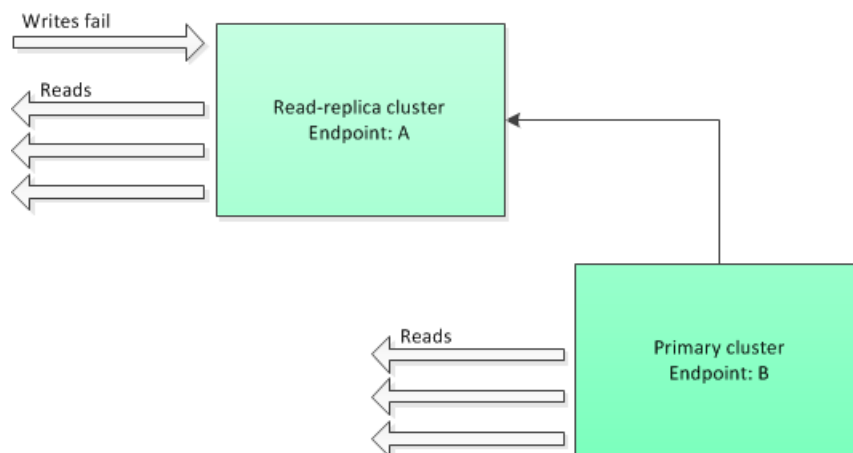 Writes fail
Reads
Read-replica cluster
Endpoint: A
Reads
Primary cluster
Endpoint: B